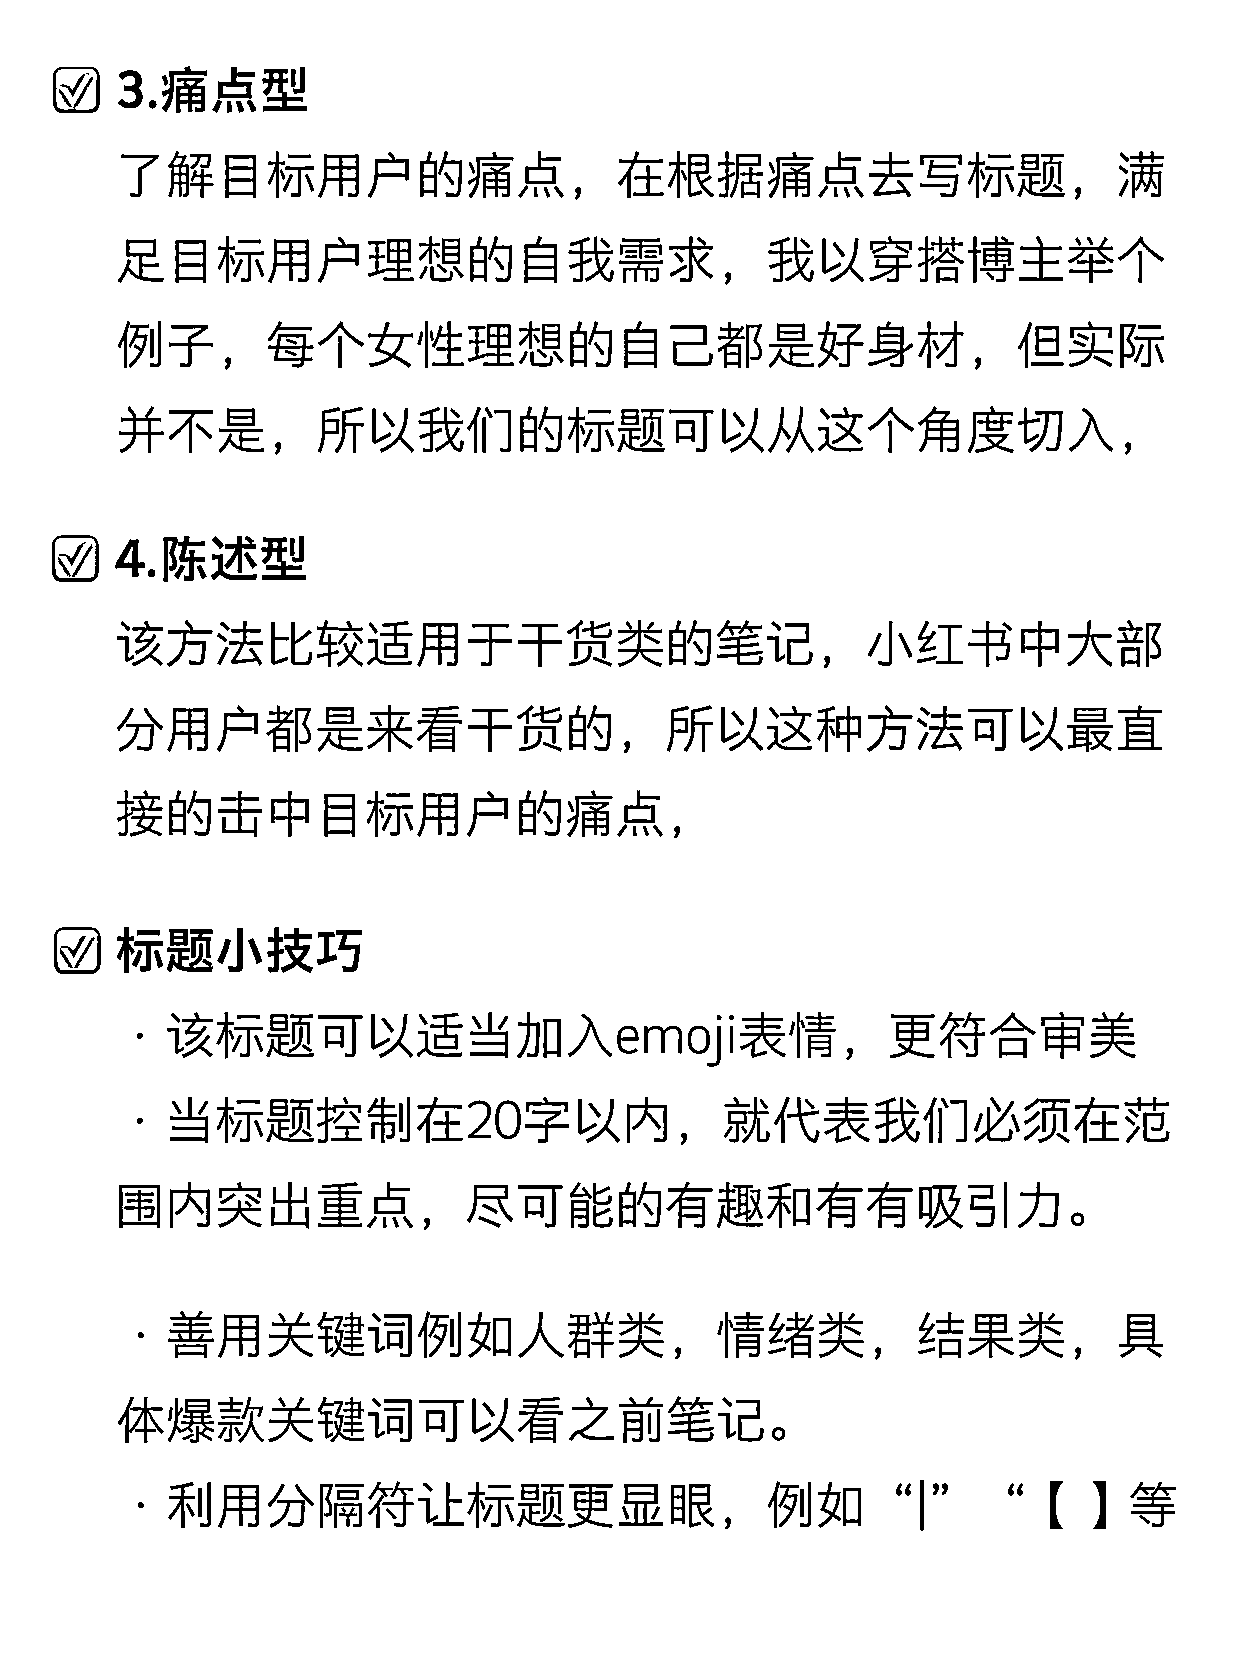 3.痛点型
了解目标用户的痛点，在根据痛点去写标题，满
足目标用户理想的自我需求，我以穿搭博主举个
例子，每个女性理想的自己都是好身材，但实际
并不是，所以我们的标题可以从这个角度切入，
4.陈述型
该方法比较适用于干货类的笔记，小红书中大部
分用户都是来看干货的，所以这种方法可以最直
接的击中目标用户的痛点，
标题小技巧
· 该标题可以适当加入emoji表情，更符合审美
· 当标题控制在20字以内，就代表我们必须在范
围内突出重点，尽可能的有趣和有有吸引力。
· 善用关键词例如人群类，情绪类，结果类，具
体爆款关键词可以看之前笔记。
· 利用分隔符让标题更显眼，例如“|” “【 】等